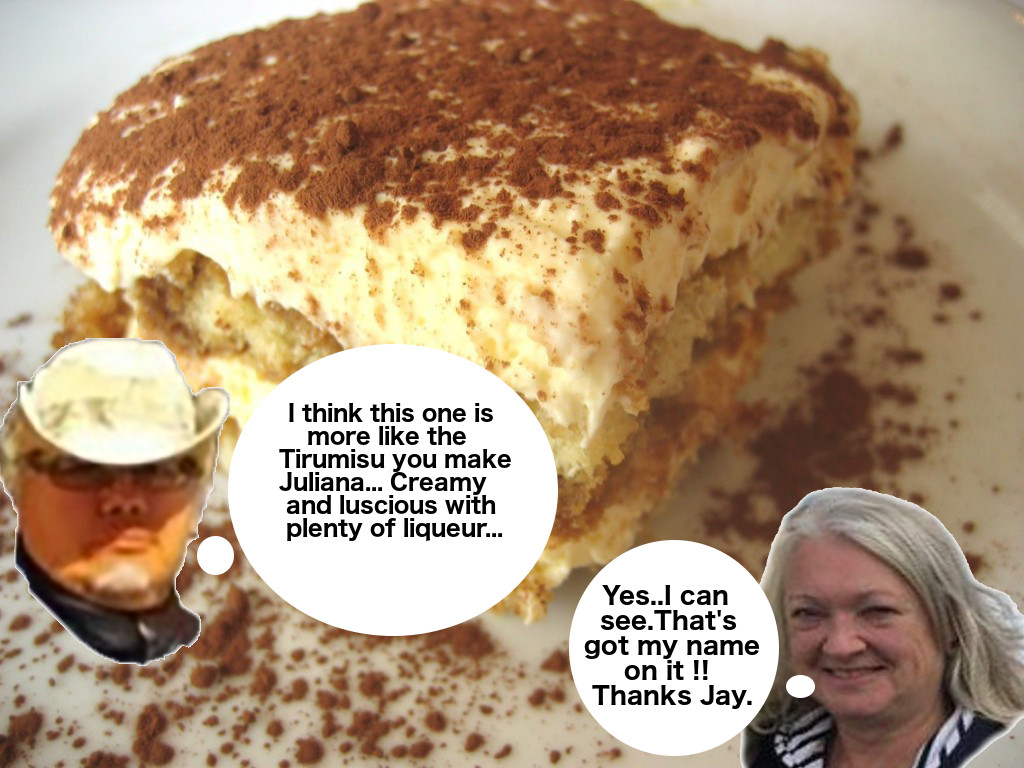 I think this one is
more like the
Tirumisu you make
Juliana... Creamy
and luscious with
plenty of liqueur...
Yes..I can
see.That's
got my name
on it !!
Thanks Jay.